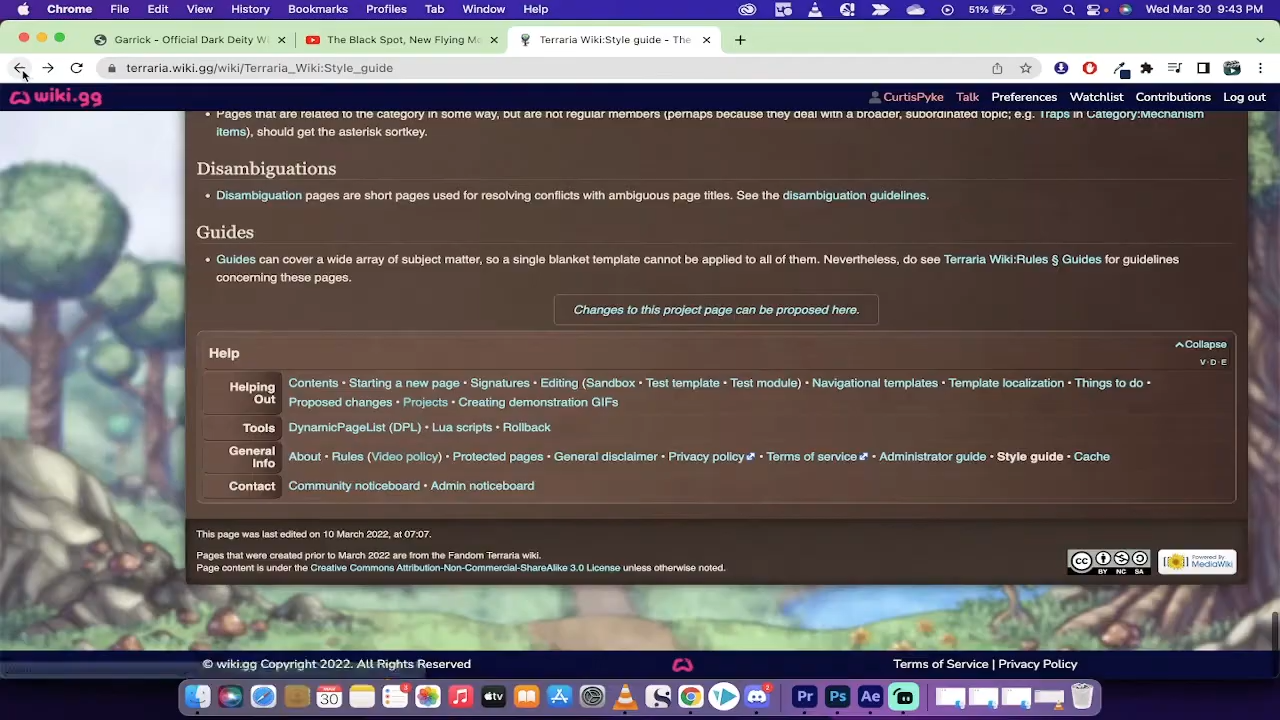 Chrome File Edit View History Bookmarks Profiles Tab Window Help 51% Wed Mar 30 9:43 PM
Garrick - Official Dark Deity W The Black Spot, New Flying Me Terraria Wiki:Style guide - The
terraria.wiki.gg/wiki/Terraria_Wiki:Style_guide
wiki.gg CurtisPyke Talk Preferences Watchlist Contributions Log out
• Pages that are related to the category in some way, but are not regular members (perhaps because they deal with a broader, subordinated topic; e.g. Traps in Category:Mechanism
items), should get the asterisk sortkey.
Disambiguations
• Disambiguation pages are short pages used for resolving conflicts with ambiguous page titles. See the disambiguation guidelines.
Guides
• Guides can cover a wide array of subject matter, so a single blanket template cannot be applied to all of them. Nevertheless, do see Terraria Wiki:Rules § Guides for guidelines
concerning these pages.
Changes to this project page can be proposed here.
Collapse
Help
V · D · E
Helping Out
Contents • Starting a new page • Signatures • Editing (Sandbox • Test template • Test module) • Navigational templates • Template localization • Things to do •
Proposed changes • Projects • Creating demonstration GIFs
Tools DynamicPageList (DPL) • Lua scripts • Rollback
General Info
About • Rules (Video policy) • Protected pages • General disclaimer • Privacy policy • Terms of service • Administrator guide • Style guide • Cache
Contact Community noticeboard • Admin noticeboard
This page was last edited on 10 March 2022, at 07:07.
Pages that were created prior to March 2022 are from the Fandom Terraria wiki.
Page content is under the Creative Commons Attribution-Non-Commercial-ShareAlike 3.0 License unless otherwise noted.
cc BY NC SA Powered By MediaWiki
© wiki.gg Copyright 2022. All Rights Reserved Terms of Service | Privacy Policy
30 tv Pr Ps Ae